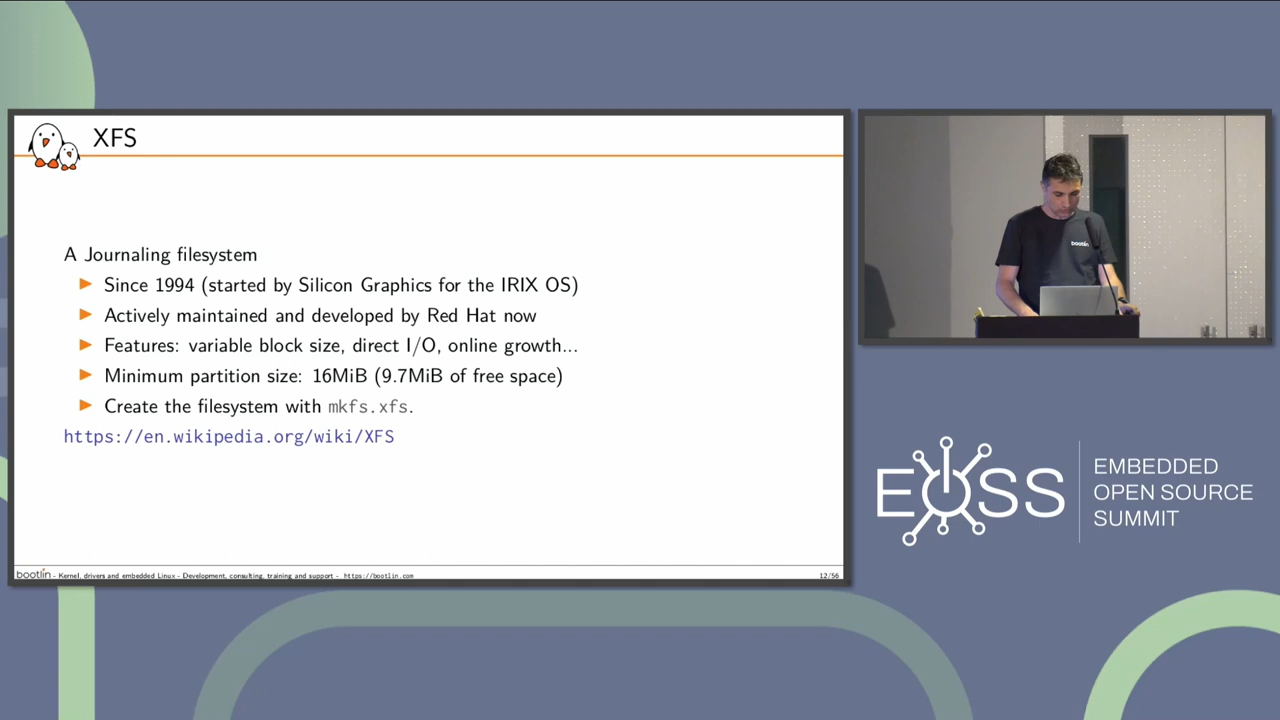 XFS
A Journaling filesystem
► Since 1994 (started by Silicon Graphics for the IRIX OS)
► Actively maintained and developed by Red Hat now
► Features: variable block size, direct I/O, online growth...
► Minimum partition size: 16MiB (9.7MiB of free space)
► Create the filesystem with mkfs.xfs.
https://en.wikipedia.org/wiki/XFS
bootlin - Kernel, drivers and embedded Linux - Development, consulting, training and support - https://bootlin.com
12/56
bootlin
EOSS
EMBEDDED
OPEN SOURCE
SUMMIT